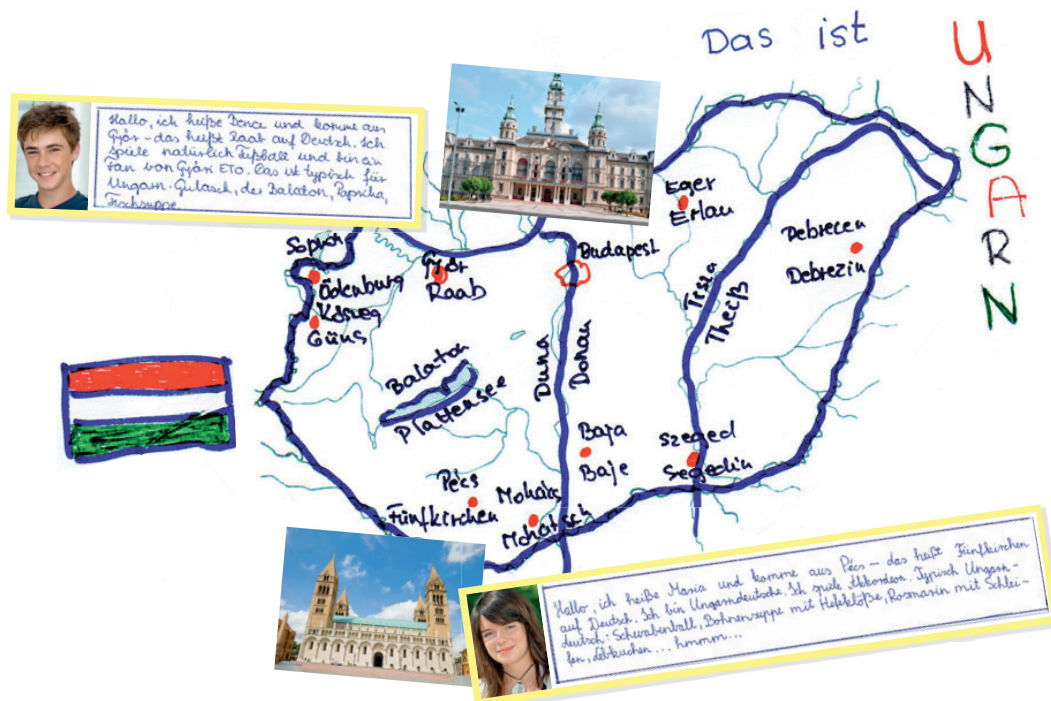 Das ist
UNGARN
Hallo, ich heiße Bence und komme aus
Győr - das heißt Raab auf Deutsch. Ich
spiele natürlich Fußball und bin ein
Fan von Győri ETO. Das ist typisch für
Ungarn: Gulasch, der Balaton, Paprika,
Fischsuppe
Eger
Erlau
Debrecen
Debrezin
Sopron
Ödenburg
Kőszeg
Güns
Győr
Raab
Budapest
Tisza
Theiß
Duna
Donau
Balaton
Plattensee
Baja
Baje
Szeged
Segedin
Pécs
Fünfkirchen
Mohács
Mohatsch
Hallo, ich heiße Maria und komme aus Pécs – das heißt Fünfkirchen
auf Deutsch. Ich bin Ungarndeutsche. Ich spiele Akkordeon. Typisch Ungarn-
deutsch: Schwabenball, Bohnensuppe mit Hefeklöße, Rosmarin mit Schlei-
fen, Lebkuchen ... hmmm...